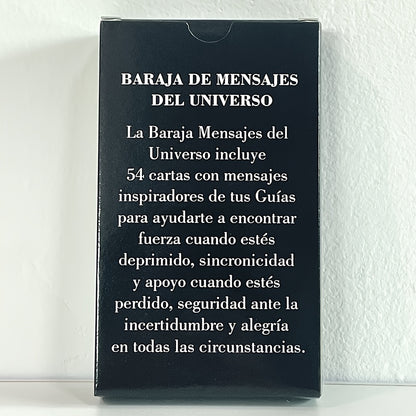 BARAJA DE MENSAJES
DEL UNIVERSO
La Baraja Mensajes del
Universo incluye
54 cartas con mensajes
inspiradores de tus Guías
para ayudarte a encontrar
fuerza cuando estés
deprimido, sincronicidad
y apoyo cuando estés
perdido, seguridad ante la
incertidumbre y alegría
en todas las circunstancias.